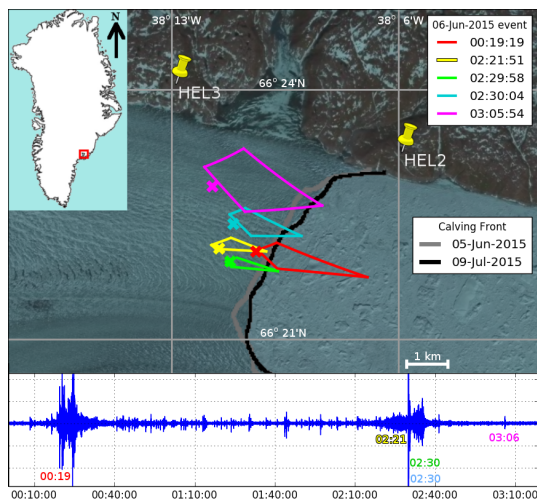 38° 13'W
38° 6'W
N
06-Jun-2015 event
00:19:19
02:21:51
02:29:58
02:30:04
03:05:54
HEL3
66° 24'N
HEL2
Calving Front
05-Jun-2015
09-Jul-2015
66° 21'N
1 km
02:21
03:06
02:30
00:19
02:30
00:10:00
00:40:00
01:10:00
01:40:00
02:10:00
02:40:00
03:10:00